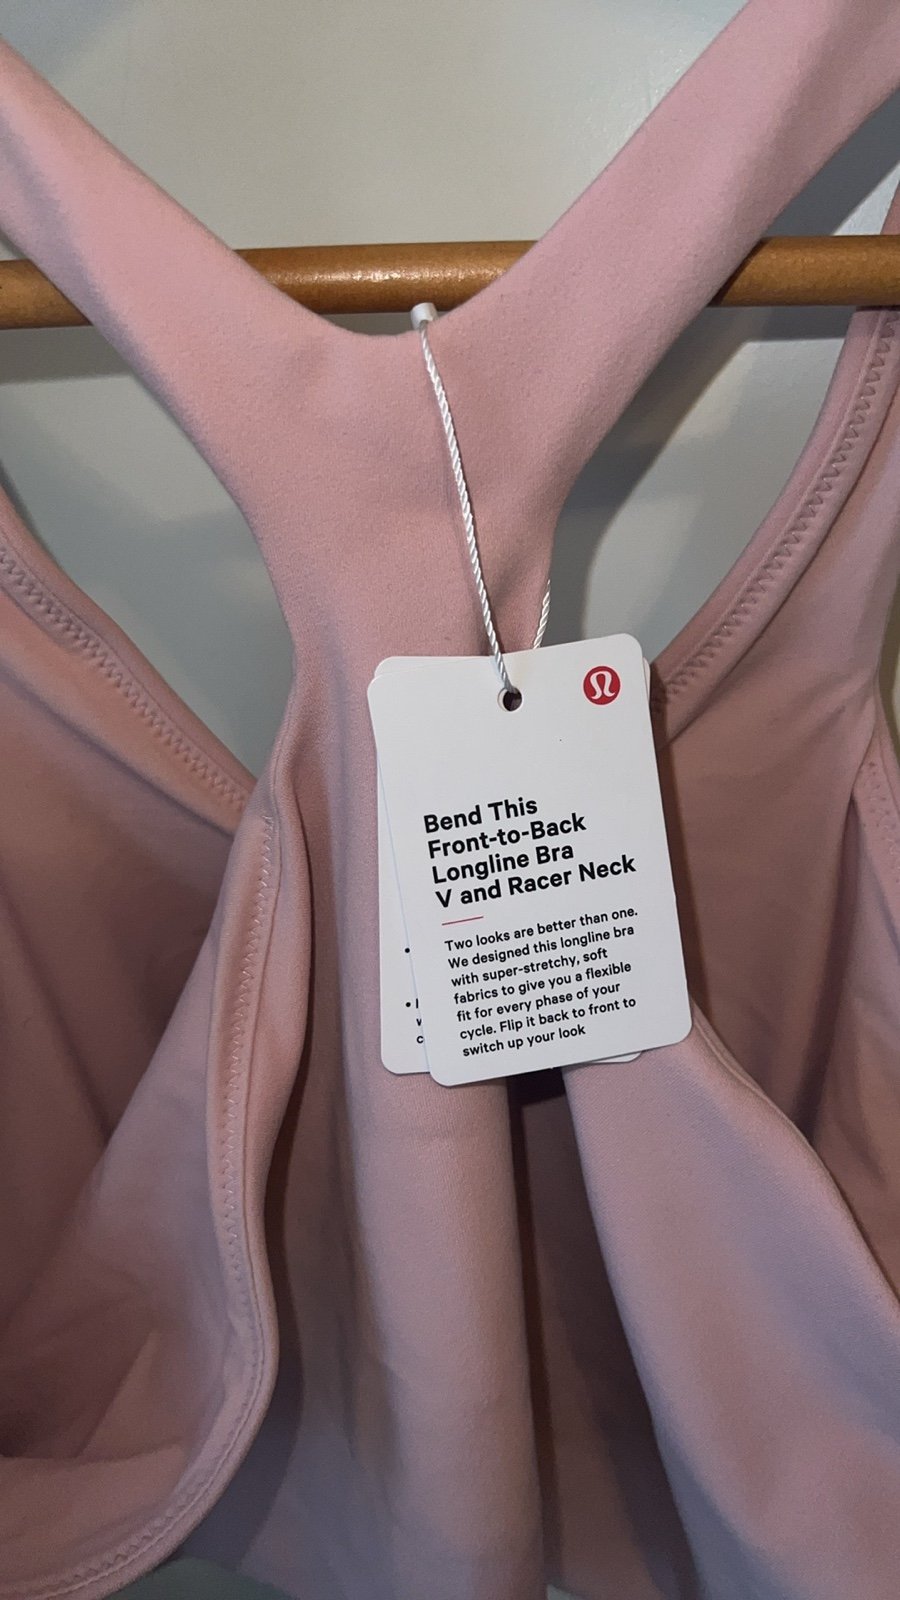 Bend This
Front-to-Back
Longline Bra
V and Racer Neck
Two looks are better than one.
We designed this longline bra
with super-stretchy, soft
fabrics to give you a flexible
fit for every phase of your
cycle. Flip it back to front to
switch up your look